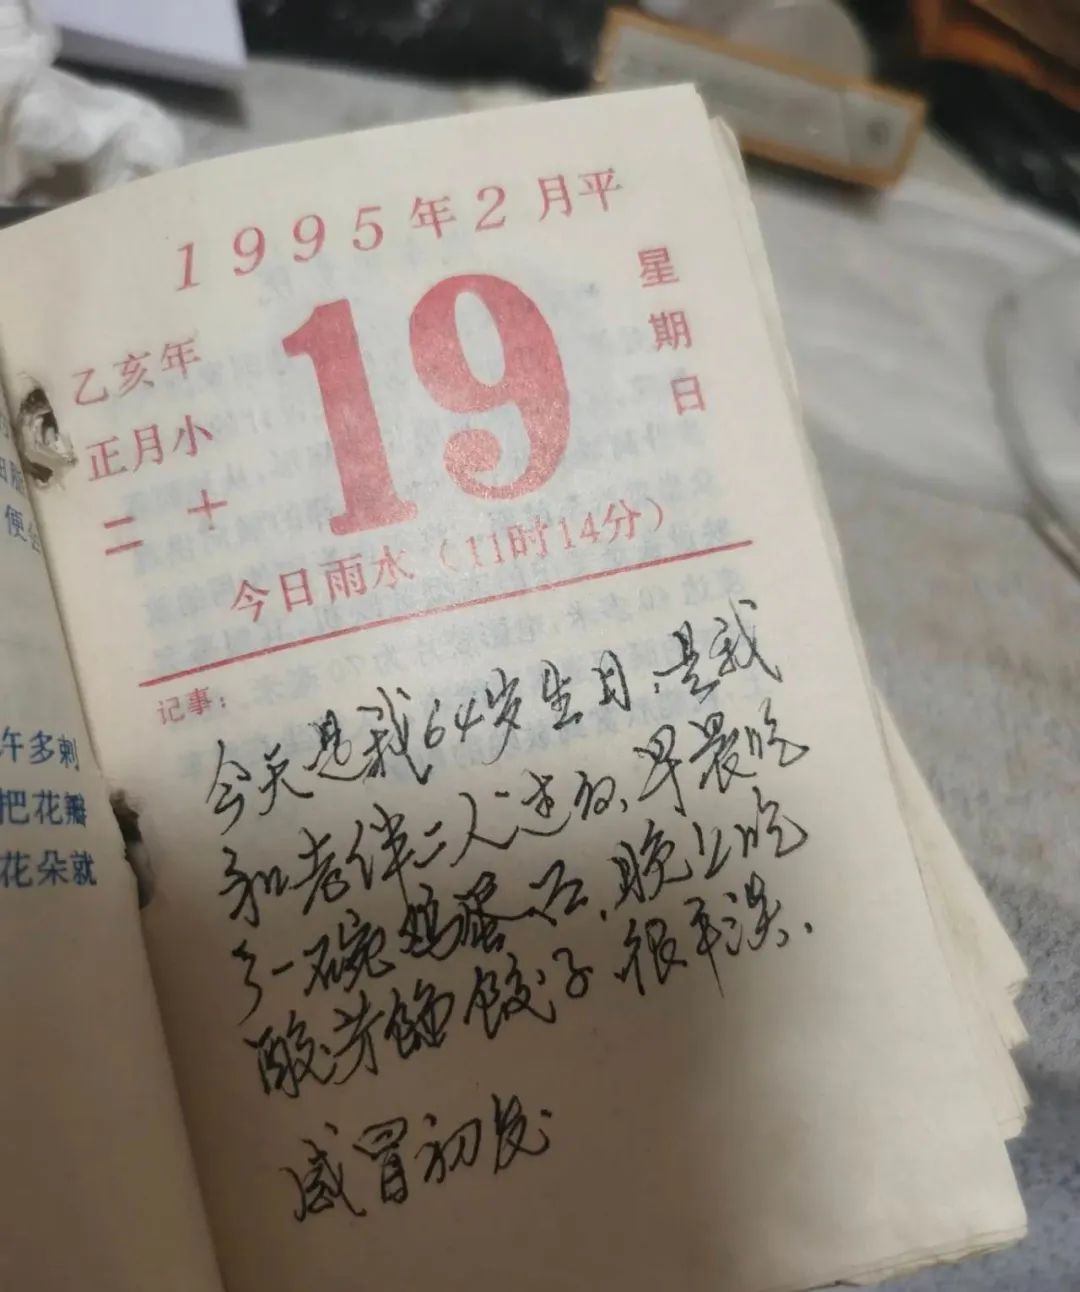 1995年2月平
19
星期日
乙亥年
正月小
二十
今日雨水（11时14分）
记事：
今天是我64岁生日，是我
和老伴二人过的，早晨吃
了一碗鸡蛋，晚上吃
酸菜馅饺子，很平淡．
感冒初发
便
午多刺
把花瓣
花朵就